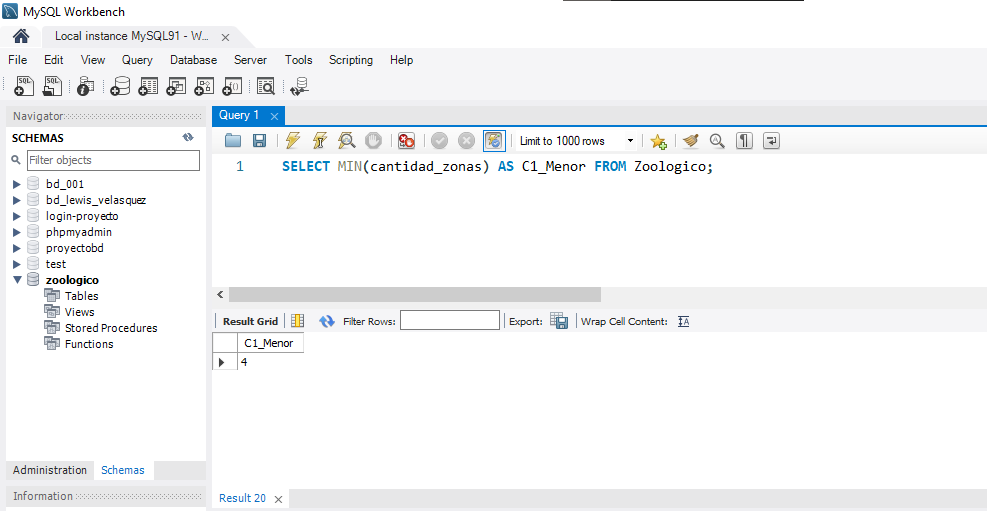 MySQL Workbench
Local instance MySQL91 - W... ×
File Edit View Query Database Server Tools Scripting Help
Navigator
SCHEMAS
Filter objects
bd_001
bd_lewis_velasquez
login-proyecto
phpmyadmin
proyectobd
test
zoologico
Tables
Views
Stored Procedures
Functions
Administration Schemas
Information
Query 1 ×
Limit to 1000 rows
1 SELECT MIN(cantidad_zonas) AS C1_Menor FROM Zoologico;
Result Grid Filter Rows: Export: Wrap Cell Content:
C1_Menor
4
Result 20 ×